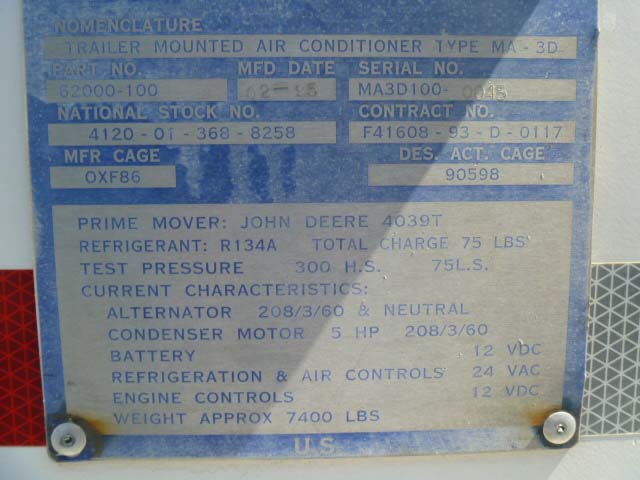 NOMENCLATURE
TRAILER MOUNTED AIR CONDITIONER TYPE MA-3D
PART NO. MFD DATE SERIAL NO.
62000-100 02-95 MA3D100-0045
NATIONAL STOCK NO. CONTRACT NO.
4120-01-368-8258 F41608-93-D-0117
MFR CAGE DES. ACT. CAGE
OXF86 90598
PRIME MOVER: JOHN DEERE 4039T
REFRIGERANT: R134A TOTAL CHARGE 75 LBS
TEST PRESSURE 300 H.S. 75L.S.
CURRENT CHARACTERISTICS:
ALTERNATOR 208/3/60 & NEUTRAL
CONDENSER MOTOR 5 HP 208/3/60
BATTERY 12 VDC
REFRIGERATION & AIR CONTROLS 24 VAC
ENGINE CONTROLS 12 VDC
WEIGHT APPROX 7400 LBS
U.S.